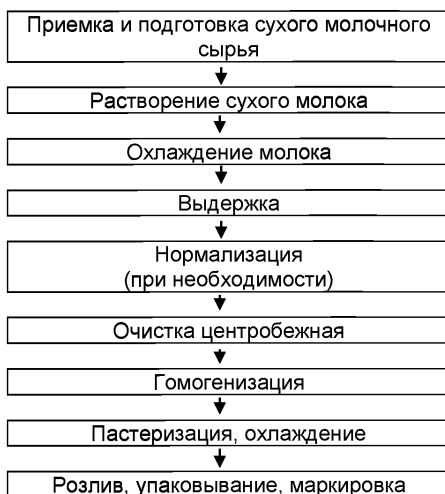 Приемка и подготовка сухого молочного
сырья
Растворение сухого молока
Охлаждение молока
Выдержка
Нормализация
(при необходимости)
Очистка центробежная
Гомогенизация
Пастеризация, охлаждение
Розлив, упаковывание, маркировка